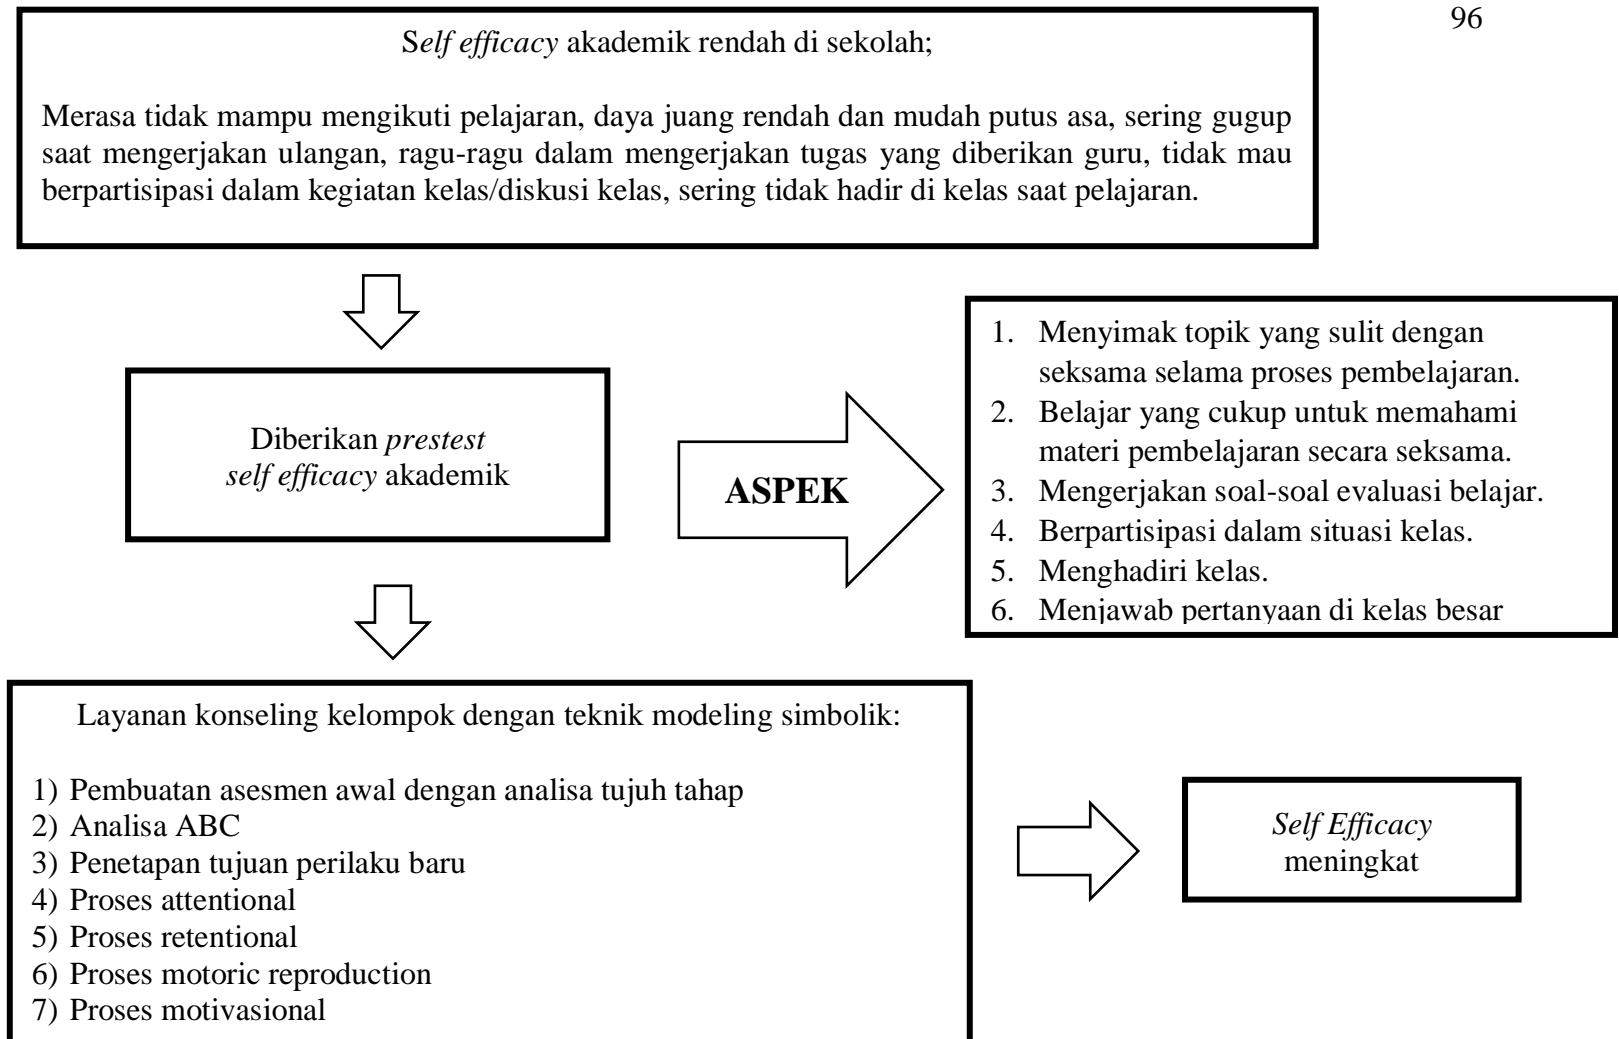 96
Self efficacy akademik rendah di sekolah;
Merasa tidak mampu mengikuti pelajaran, daya juang rendah dan mudah putus asa, sering gugup
saat mengerjakan ulangan, ragu-ragu dalam mengerjakan tugas yang diberikan guru, tidak mau
berpartisipasi dalam kegiatan kelas/diskusi kelas, sering tidak hadir di kelas saat pelajaran.
Diberikan prestest
self efficacy akademik
ASPEK
1. Menyimak topik yang sulit dengan
seksama selama proses pembelajaran.
2. Belajar yang cukup untuk memahami
materi pembelajaran secara seksama.
3. Mengerjakan soal-soal evaluasi belajar.
4. Berpartisipasi dalam situasi kelas.
5. Menghadiri kelas.
6. Menjawab pertanyaan di kelas besar
Layanan konseling kelompok dengan teknik modeling simbolik:
1) Pembuatan asesmen awal dengan analisa tujuh tahap
2) Analisa ABC
3) Penetapan tujuan perilaku baru
4) Proses attentional
5) Proses retentional
6) Proses motoric reproduction
7) Proses motivasional
Self Efficacy
meningkat